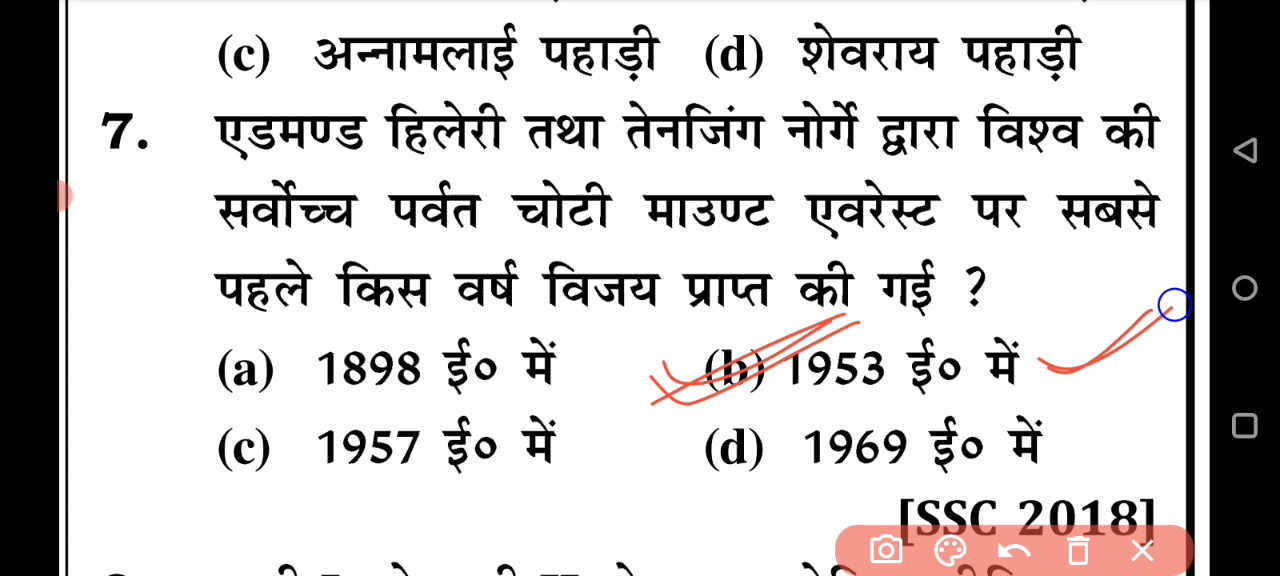 (c) अन्नामलाई पहाड़ी (d) शेवराय पहाड़ी
7. एडमण्ड हिलेरी तथा तेनजिंग नोर्गे द्वारा विश्व की
सर्वोच्च पर्वत चोटी माउण्ट एवरेस्ट पर सबसे
पहले किस वर्ष विजय प्राप्त की गई ?
(a) 1898 ई० में (b) 1953 ई० में
(c) 1957 ई० में (d) 1969 ई० में
[SSC 2018]